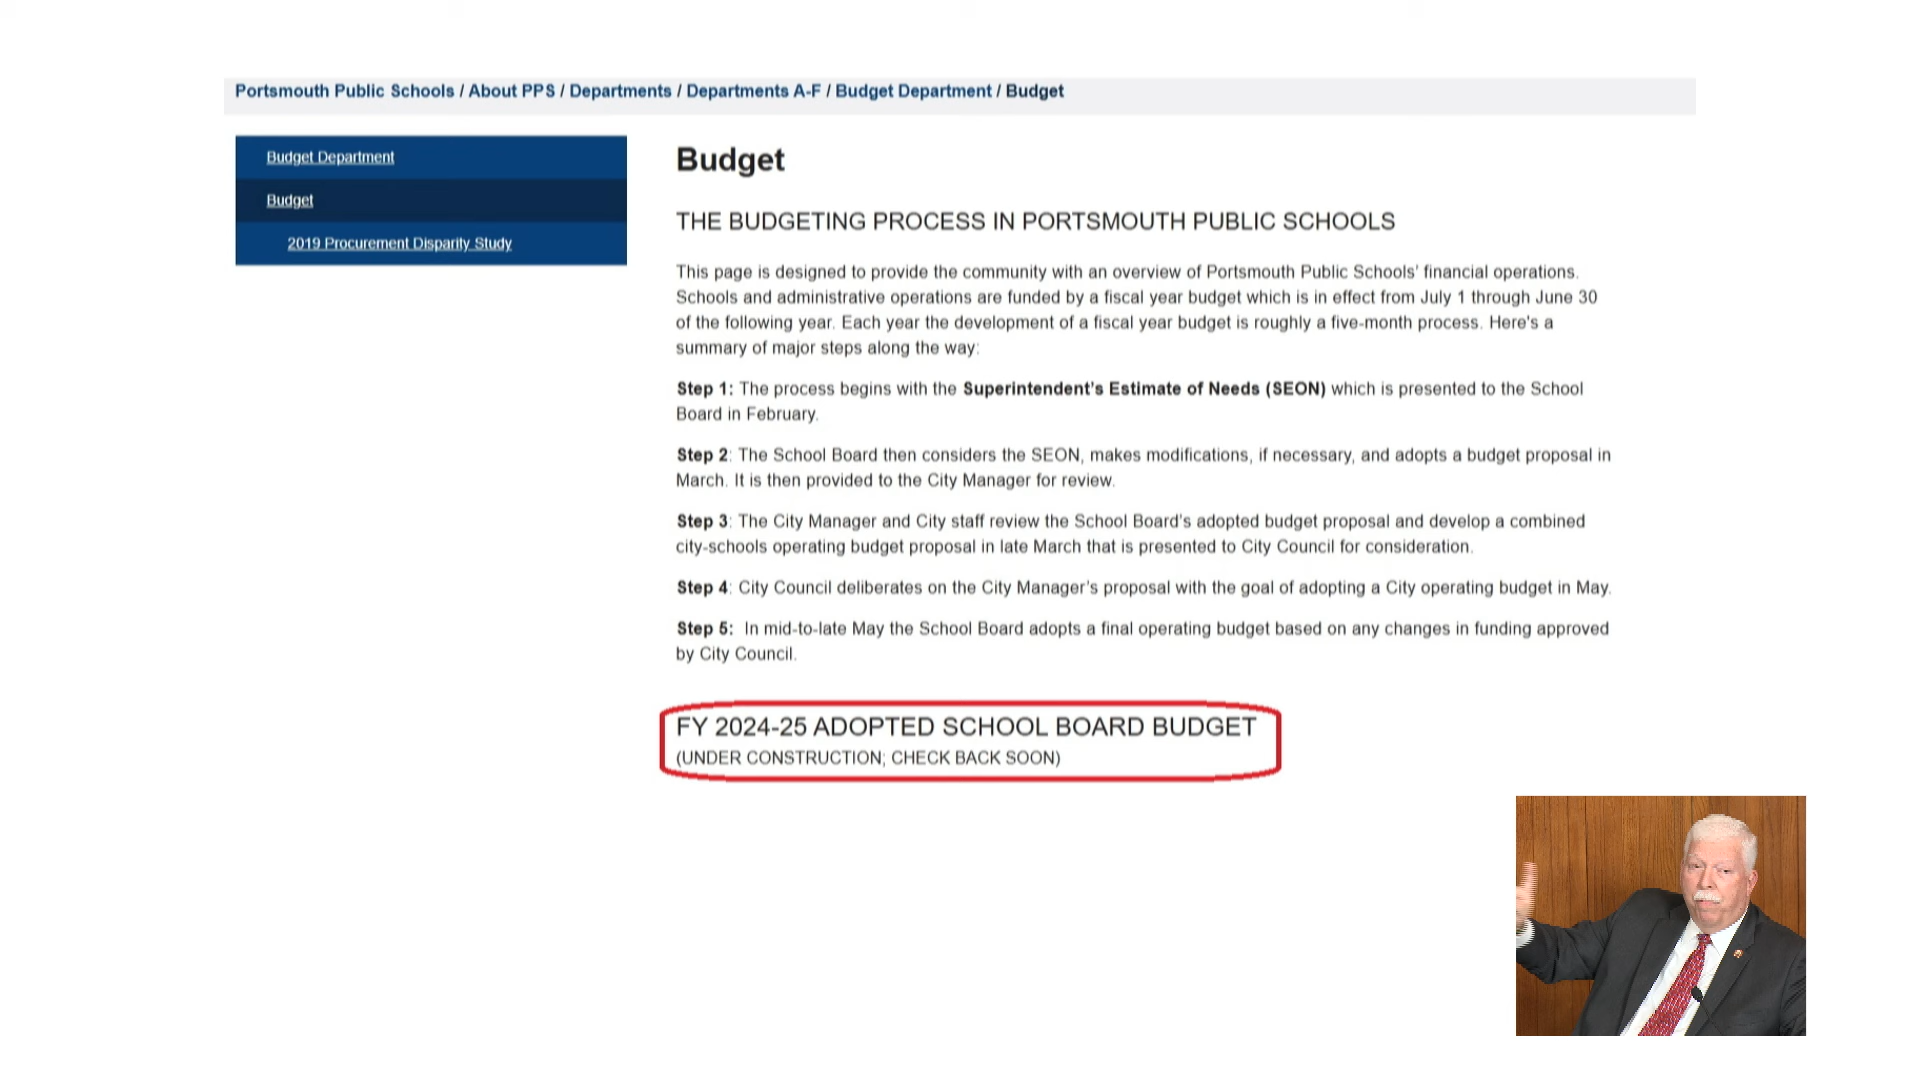 Portsmouth Public Schools / About PPS / Departments / Departments A-F / Budget Department / Budget
Budget Department
Budget
2019 Procurement Disparity Study
Budget
THE BUDGETING PROCESS IN PORTSMOUTH PUBLIC SCHOOLS
This page is designed to provide the community with an overview of Portsmouth Public Schools' financial operations.
Schools and administrative operations are funded by a fiscal year budget which is in effect from July 1 through June 30
of the following year. Each year the development of a fiscal year budget is roughly a five-month process. Here's a
summary of major steps along the way:
Step 1: The process begins with the Superintendent's Estimate of Needs (SEON) which is presented to the School
Board in February.
Step 2: The School Board then considers the SEON, makes modifications, if necessary, and adopts a budget proposal in
March. It is then provided to the City Manager for review.
Step 3: The City Manager and City staff review the School Board's adopted budget proposal and develop a combined
city-schools operating budget proposal in late March that is presented to City Council for consideration.
Step 4: City Council deliberates on the City Manager's proposal with the goal of adopting a City operating budget in May.
Step 5: In mid-to-late May the School Board adopts a final operating budget based on any changes in funding approved
by City Council.
FY 2024-25 ADOPTED SCHOOL BOARD BUDGET
(UNDER CONSTRUCTION; CHECK BACK SOON)